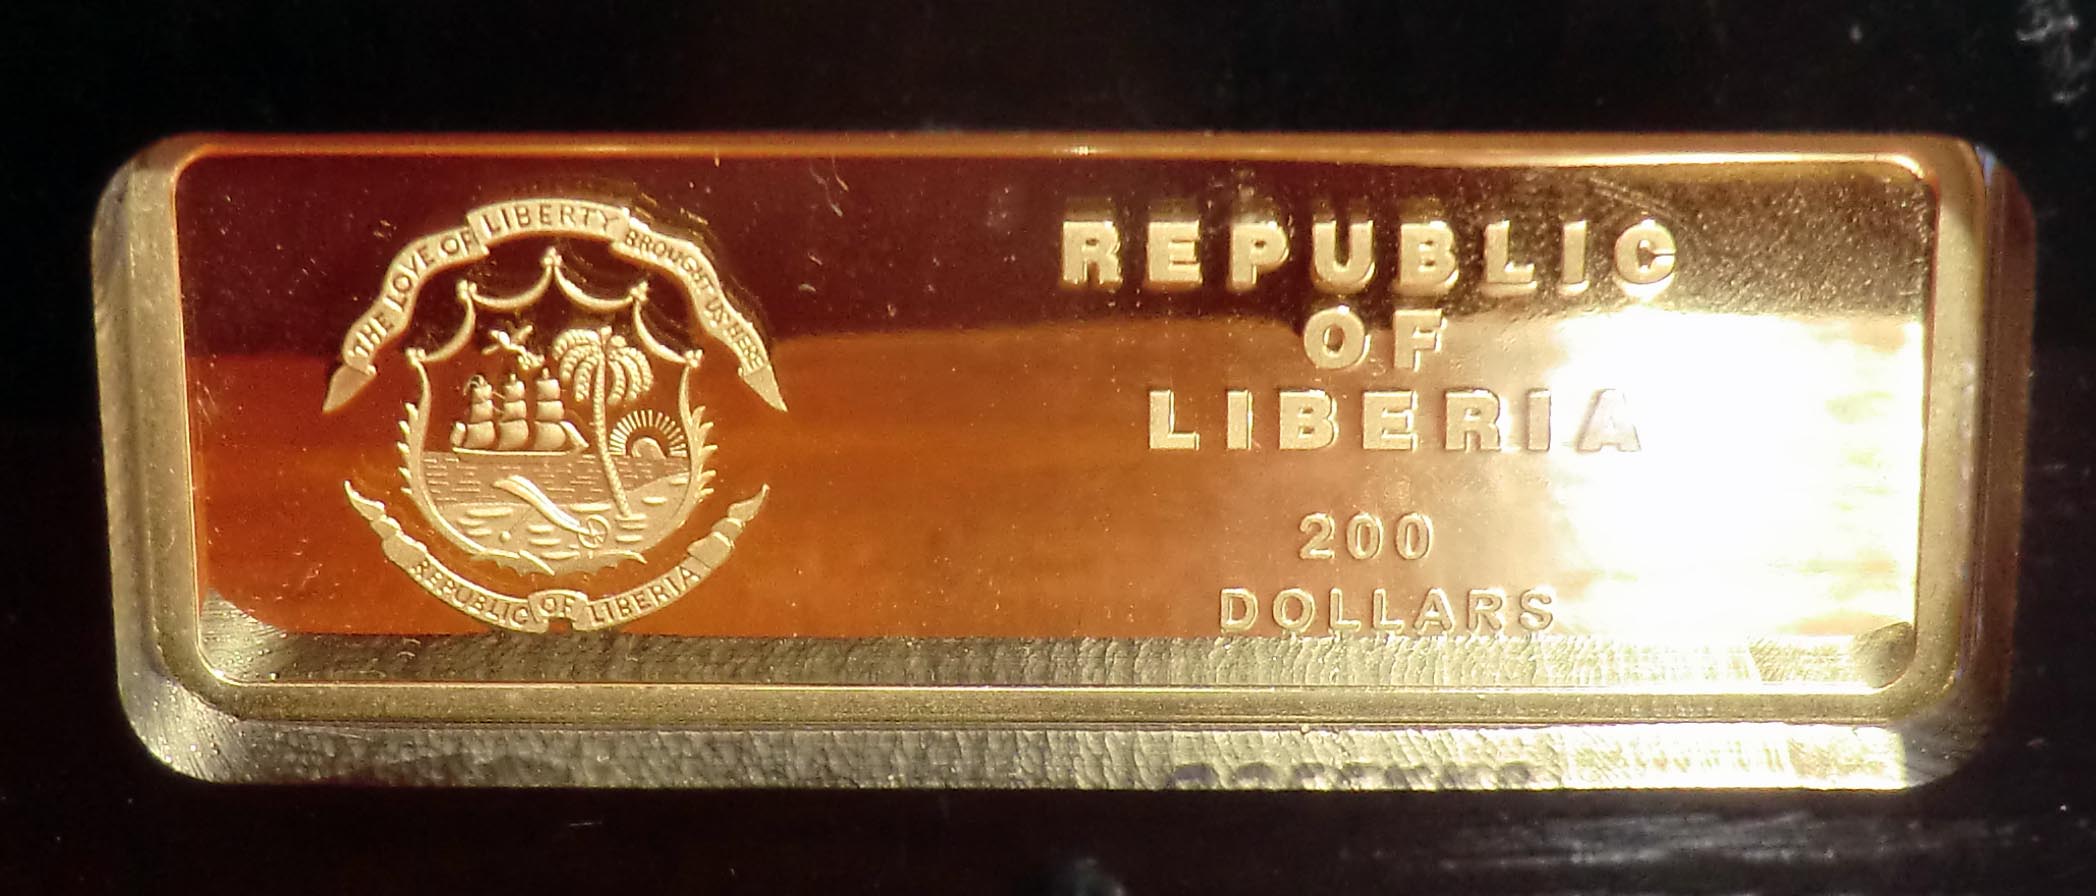 THE LOVE OF LIBERTY BROUGHT US HERE
REPUBLIC OF LIBERIA
REPUBLIC
OF
LIBERIA
200
DOLLARS